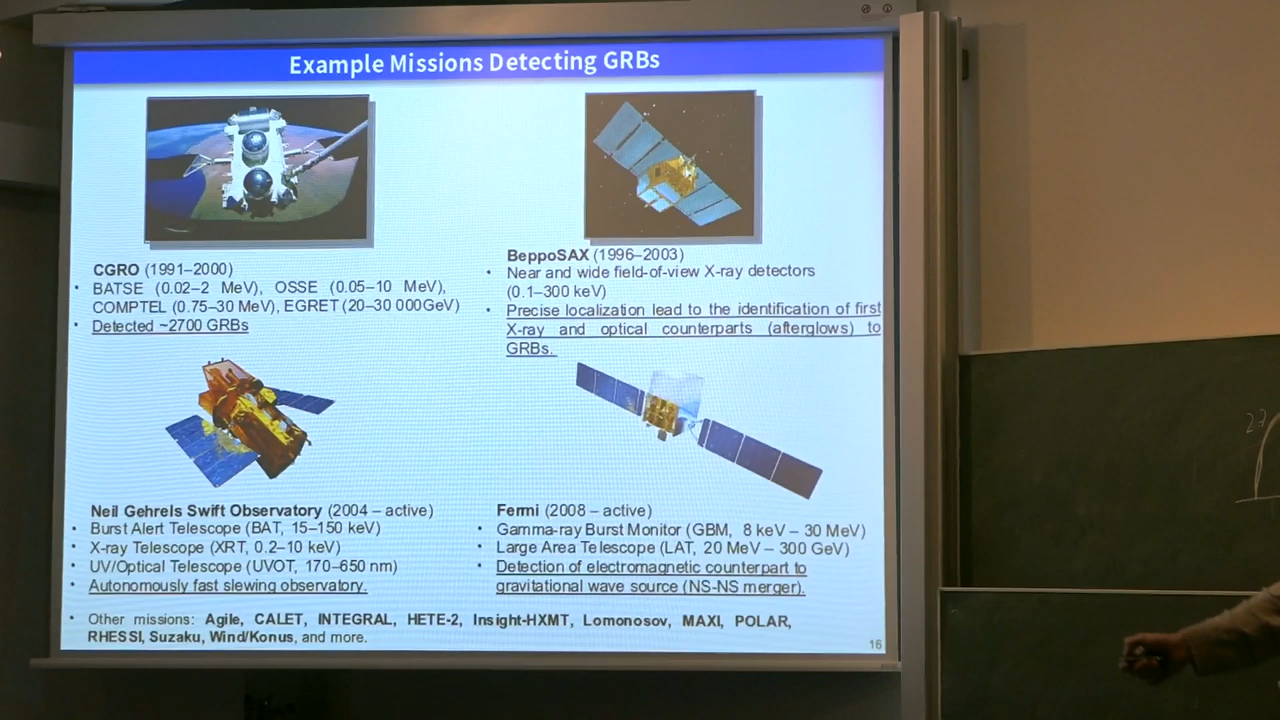 Example Missions Detecting GRBs
CGRO (1991–2000)
• BATSE (0.02–2 MeV), OSSE (0.05–10 MeV),
COMPTEL (0.75–30 MeV), EGRET (20–30 000GeV)
• Detected ~2700 GRBs
BeppoSAX (1996–2003)
• Near and wide field-of-view X-ray detectors
(0.1–300 keV)
• Precise localization lead to the identification of first
X-ray and optical counterparts (afterglows) to
GRBs.
Neil Gehrels Swift Observatory (2004 – active)
• Burst Alert Telescope (BAT, 15–150 keV)
• X-ray Telescope (XRT, 0.2–10 keV)
• UV/Optical Telescope (UVOT, 170–650 nm)
• Autonomously fast slewing observatory.
Fermi (2008 – active)
• Gamma-ray Burst Monitor (GBM, 8 keV – 30 MeV)
• Large Area Telescope (LAT, 20 MeV – 300 GeV)
• Detection of electromagnetic counterpart to
gravitational wave source (NS-NS merger).
• Other missions: Agile, CALET, INTEGRAL, HETE-2, Insight-HXMT, Lomonosov, MAXI, POLAR,
RHESSI, Suzaku, Wind/Konus, and more.
16